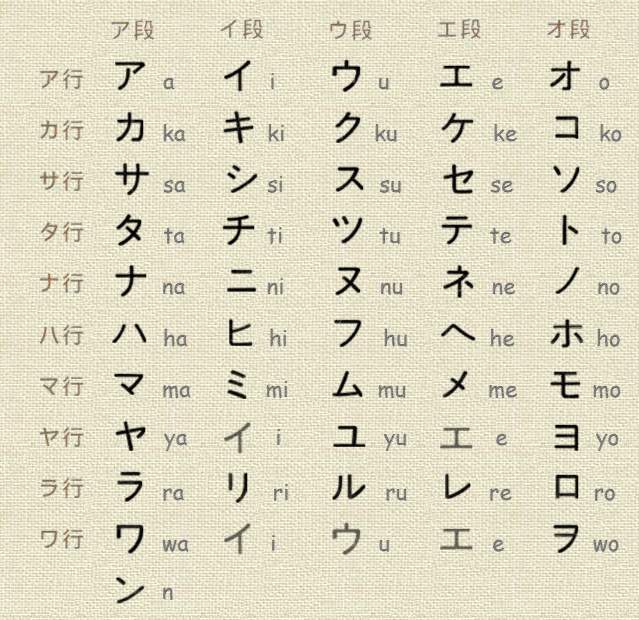 ア段 イ段 ウ段 エ段 オ段
ア行 ア a イ i ウ u エ e オ o
カ行 カ ka キ ki ク ku ケ ke コ ko
サ行 サ sa シ si ス su セ se ソ so
タ行 タ ta チ ti ツ tu テ te ト to
ナ行 ナ na ニ ni ヌ nu ネ ne ノ no
ハ行 ハ ha ヒ hi フ hu ヘ he ホ ho
マ行 マ ma ミ mi ム mu メ me モ mo
ヤ行 ヤ ya イ i ユ yu エ e ヨ yo
ラ行 ラ ra リ ri ル ru レ re ロ ro
ワ行 ワ wa イ i ウ u エ e ヲ wo
ン n